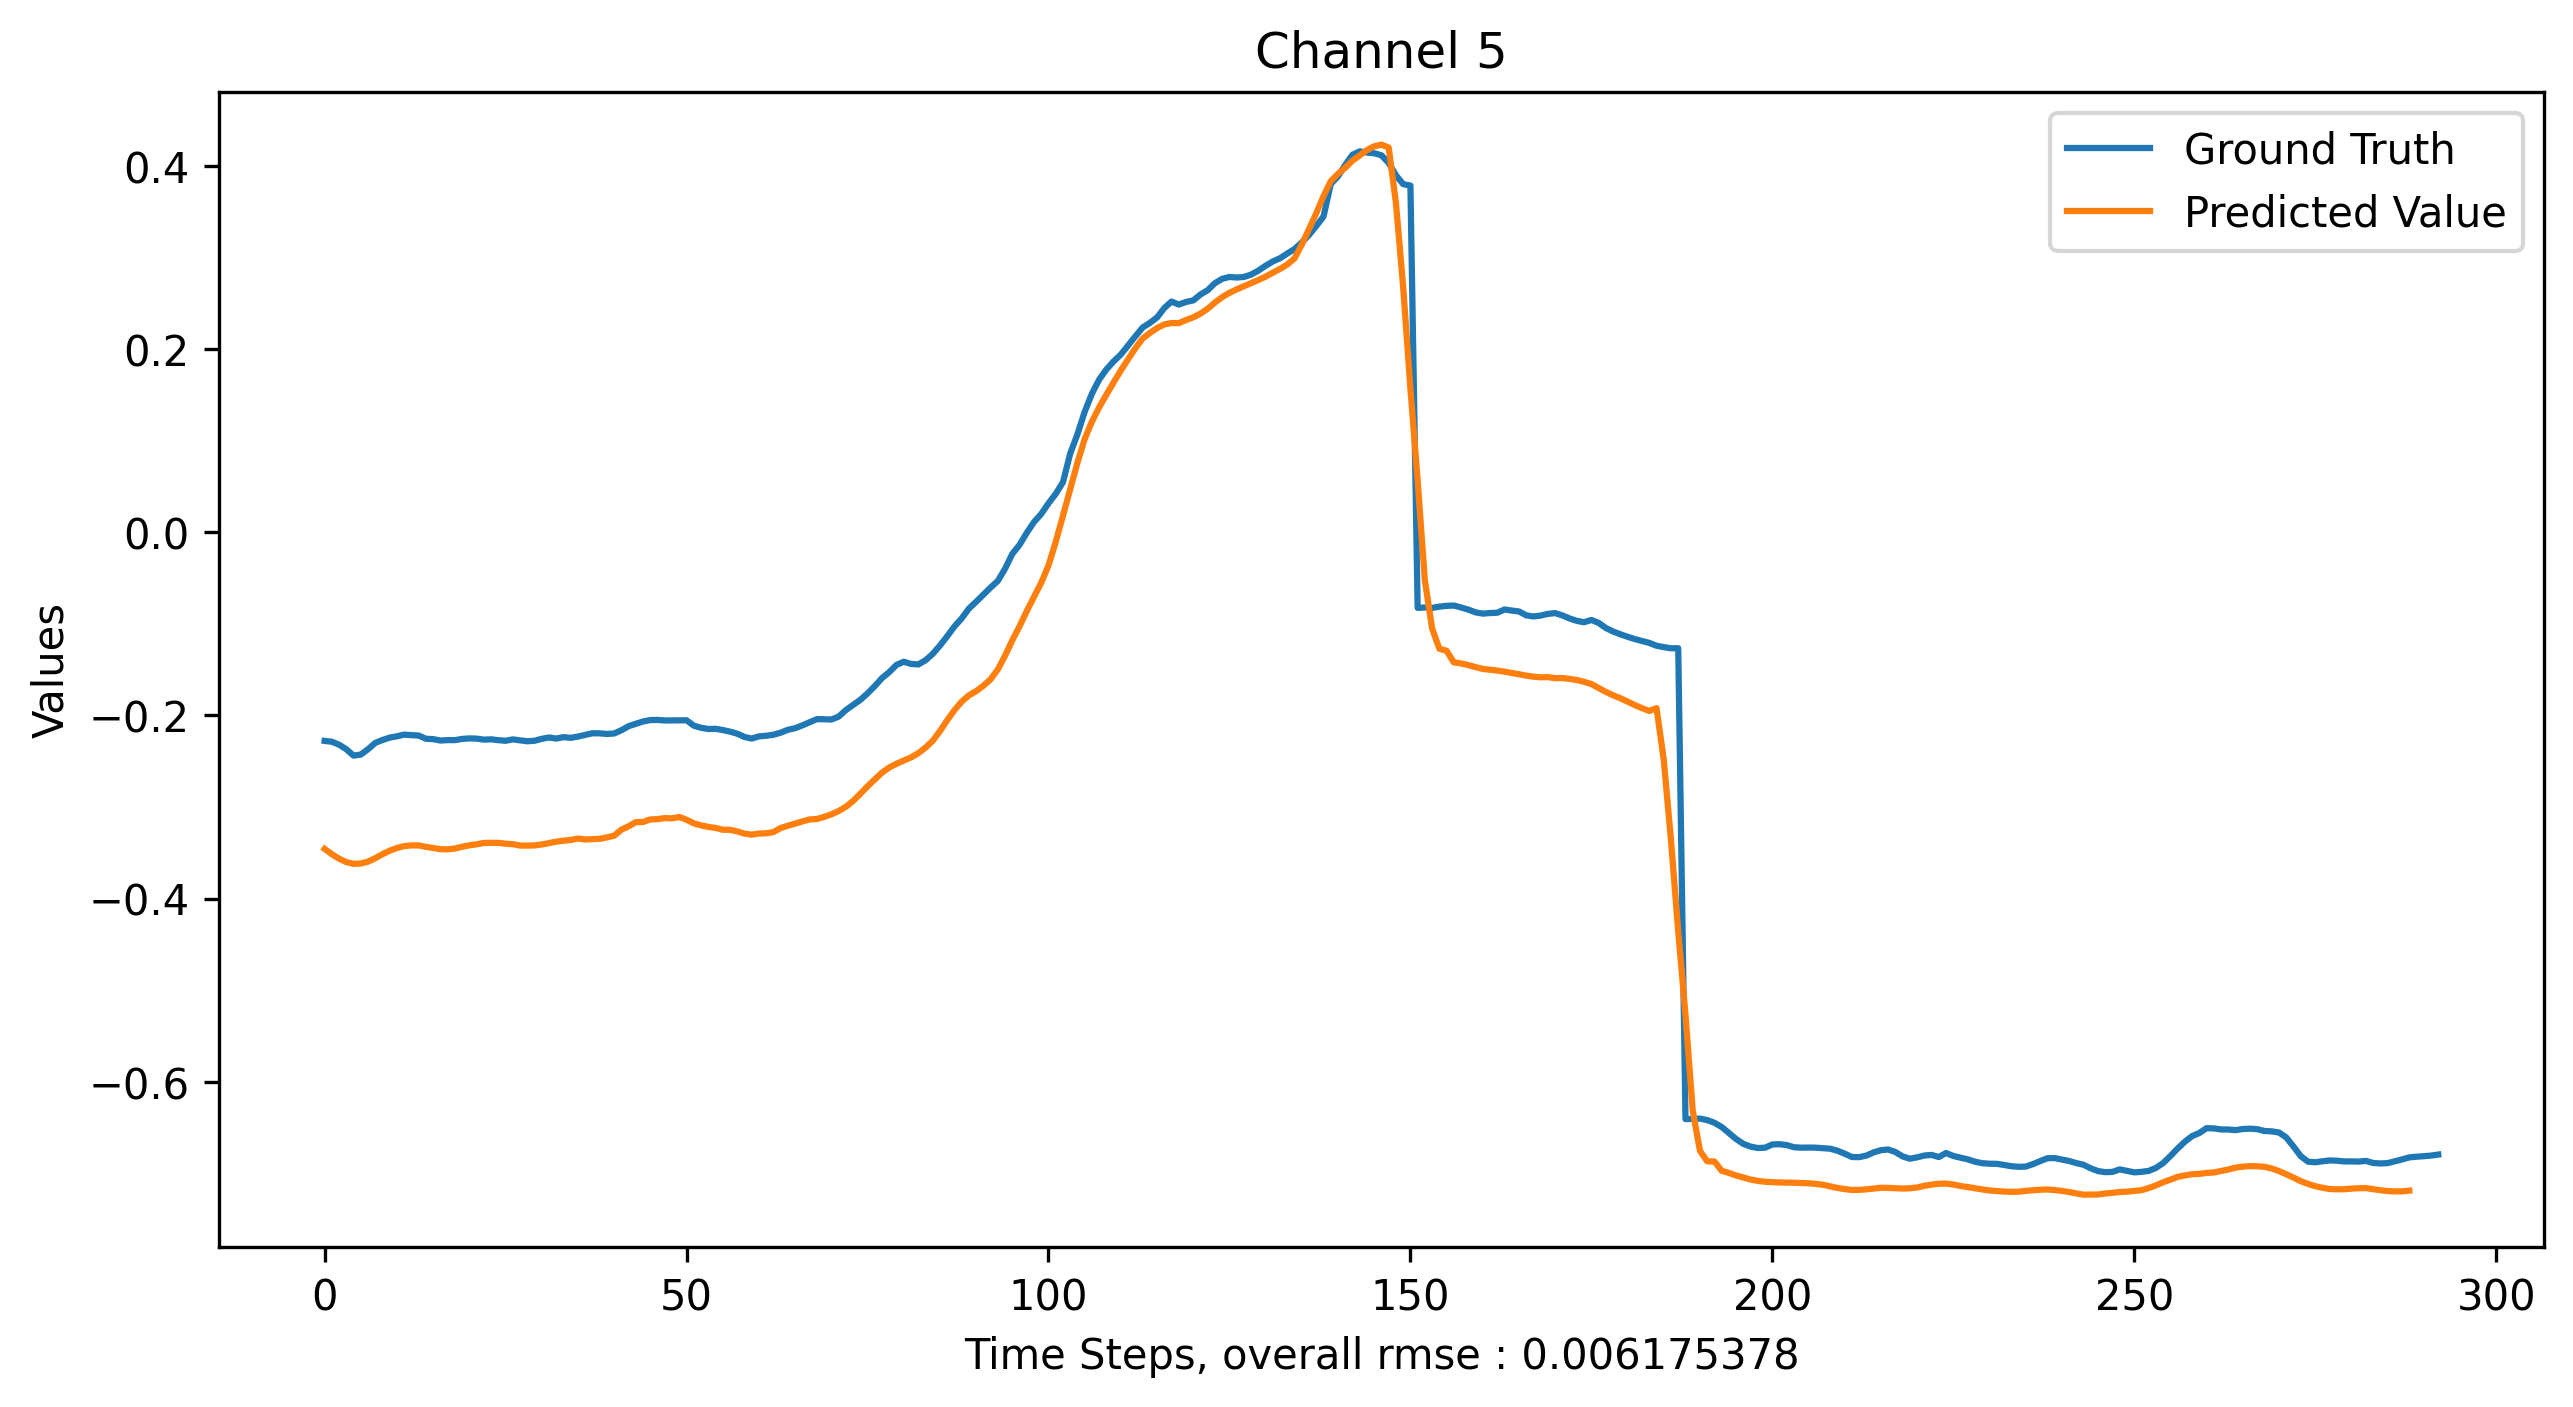 Channel 5
Ground Truth
Predicted Value
0.4
0.2
0.0
−0.2
−0.4
−0.6
Values
0 50 100 150 200 250 300
Time Steps, overall rmse : 0.006175378